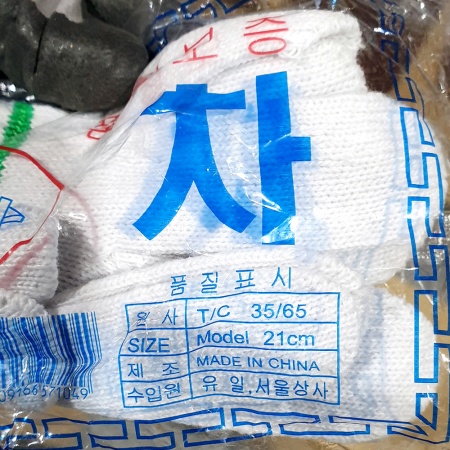 차
품질표시
원사 T/C 35/65
SIZE Model 21cm
제조 MADE IN CHINA
수입원 유일,서울상사